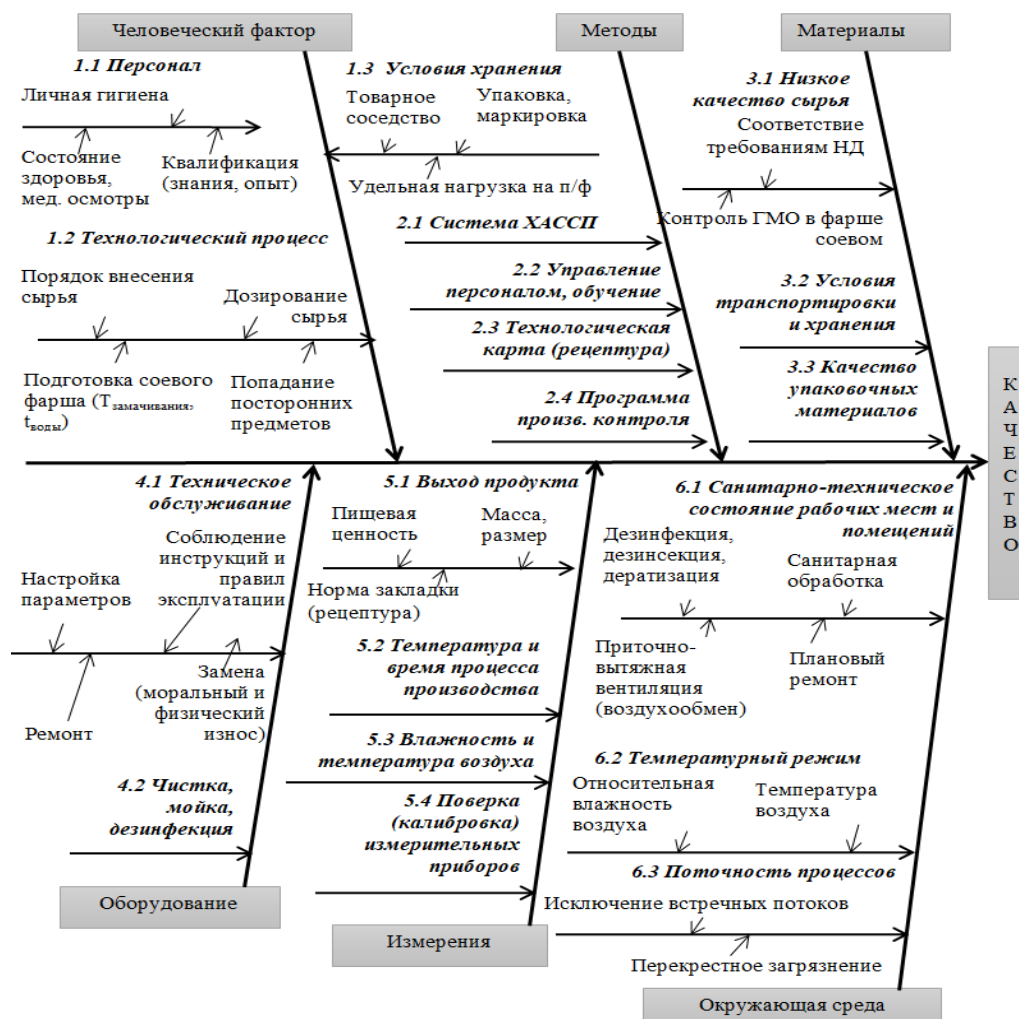 Человеческий фактор
Методы
Материалы
1.1 Персонал
Личная гигиена
Состояние
здоровья,
мед. осмотры
Квалификация
(знания, опыт)
1.2 Технологический процесс
Порядок внесения
сырья
Дозирование
сырья
Подготовка соевого
фарша (Тзамачивания,
tводы)
Попадание
посторонних
предметов
1.3 Условия хранения
Товарное
соседство
Упаковка,
маркировка
Удельная нагрузка на п/ф
2.1 Система ХАССП
2.2 Управление
персоналом, обучение
2.3 Технологическая
карта (рецептура)
2.4 Программа
произв. контроля
3.1 Низкое
качество сырья
Соответствие
требованиям НД
Контроль ГМО в фарше
соевом
3.2 Условия
транспортировки
и хранения
3.3 Качество
упаковочных
материалов
К
А
Ч
Е
С
Т
В
О
4.1 Техническое
обслуживание
Соблюдение
инструкций и
правил
эксплуатации
Настройка
параметров
Ремонт
Замена
(моральный и
физический
износ)
4.2 Чистка,
мойка,
дезинфекция
Оборудование
5.1 Выход продукта
Пищевая
ценность
Масса,
размер
Норма закладки
(рецептура)
5.2 Температура и
время процесса
производства
5.3 Влажность и
температура воздуха
5.4 Поверка
(калибровка)
измерительных
приборов
Измерения
6.1 Санитарно-техническое
состояние рабочих мест и
помещений
Дезинфекция,
дезинсекция,
дератизация
Санитарная
обработка
Приточно-
вытяжная
вентиляция
(воздухообмен)
Плановый
ремонт
6.2 Температурный режим
Относительная
влажность
воздуха
Температура
воздуха
6.3 Поточность процессов
Исключение встречных потоков
Перекрестное загрязнение
Окружающая среда